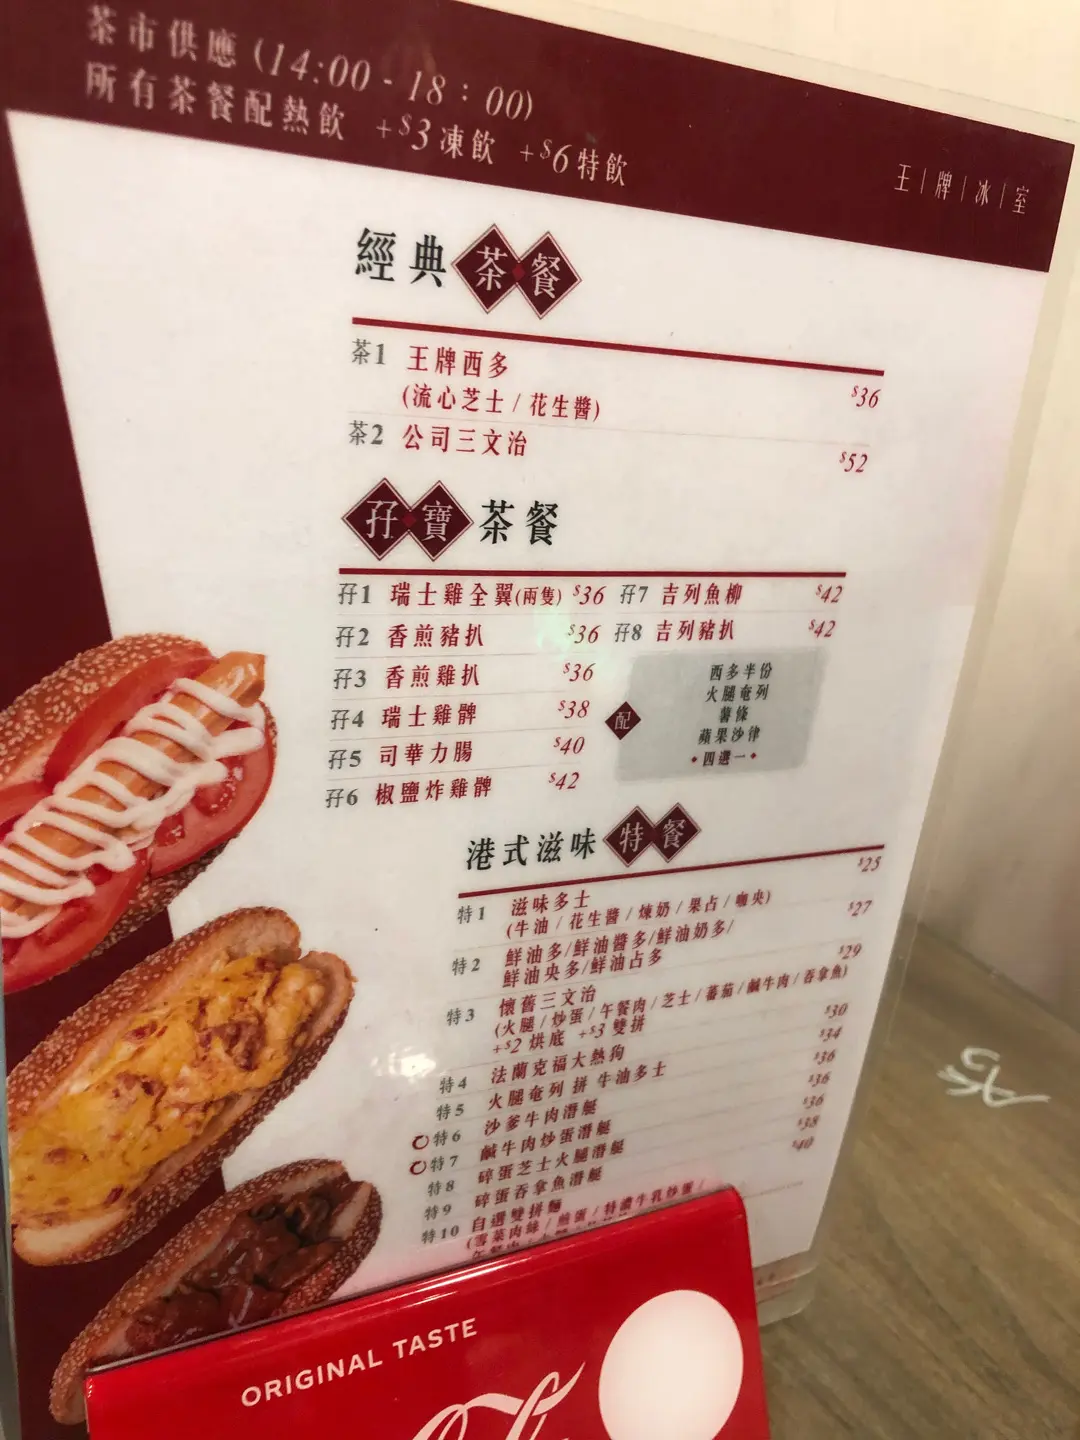 茶市供應 (14:00 - 18:00)
所有茶餐配熱飲 +$3凍飲 +$6特飲
王|牌|冰|室
經典茶餐
茶1 王牌西多
(流心芝士 / 花生醬) $36
茶2 公司三文治 $52
孖寶茶餐
孖1 瑞士雞全翼(兩隻) $36
孖2 香煎豬扒 $36
孖3 香煎雞扒 $36
孖4 瑞士雞髀 $38
孖5 司華力腸 $40
孖6 椒鹽炸雞髀 $42
孖7 吉列魚柳 $42
孖8 吉列豬扒 $42
配
西多半份
火腿奄列
薯條
蘋果沙律
四選一
港式滋味特餐
特1 滋味多士 $25
(牛油 / 花生醬 / 煉奶 / 果占 / 咖央)
特2 鮮油多/鮮油醬多/鮮油奶多/ $27
鮮油央多/鮮油占多
特3 懷舊三文治 $29
(火腿 / 炒蛋 / 午餐肉 / 芝士 / 蕃茄 / 鹹牛肉 / 吞拿魚)
+$2 烘底 +$3 雙拼
特4 法蘭克福大熱狗 $30
特5 火腿奄列 拼 牛油多士 $34
特6 沙爹牛肉潛艇 $36
特7 鹹牛肉炒蛋潛艇 $36
特8 碎蛋芝士火腿潛艇 $36
特9 碎蛋吞拿魚潛艇 $38
特10 自選雙拼麵 $40
(雪菜肉絲 / 煎蛋 / 特濃牛乳炒蛋 /
ORIGINAL TASTE